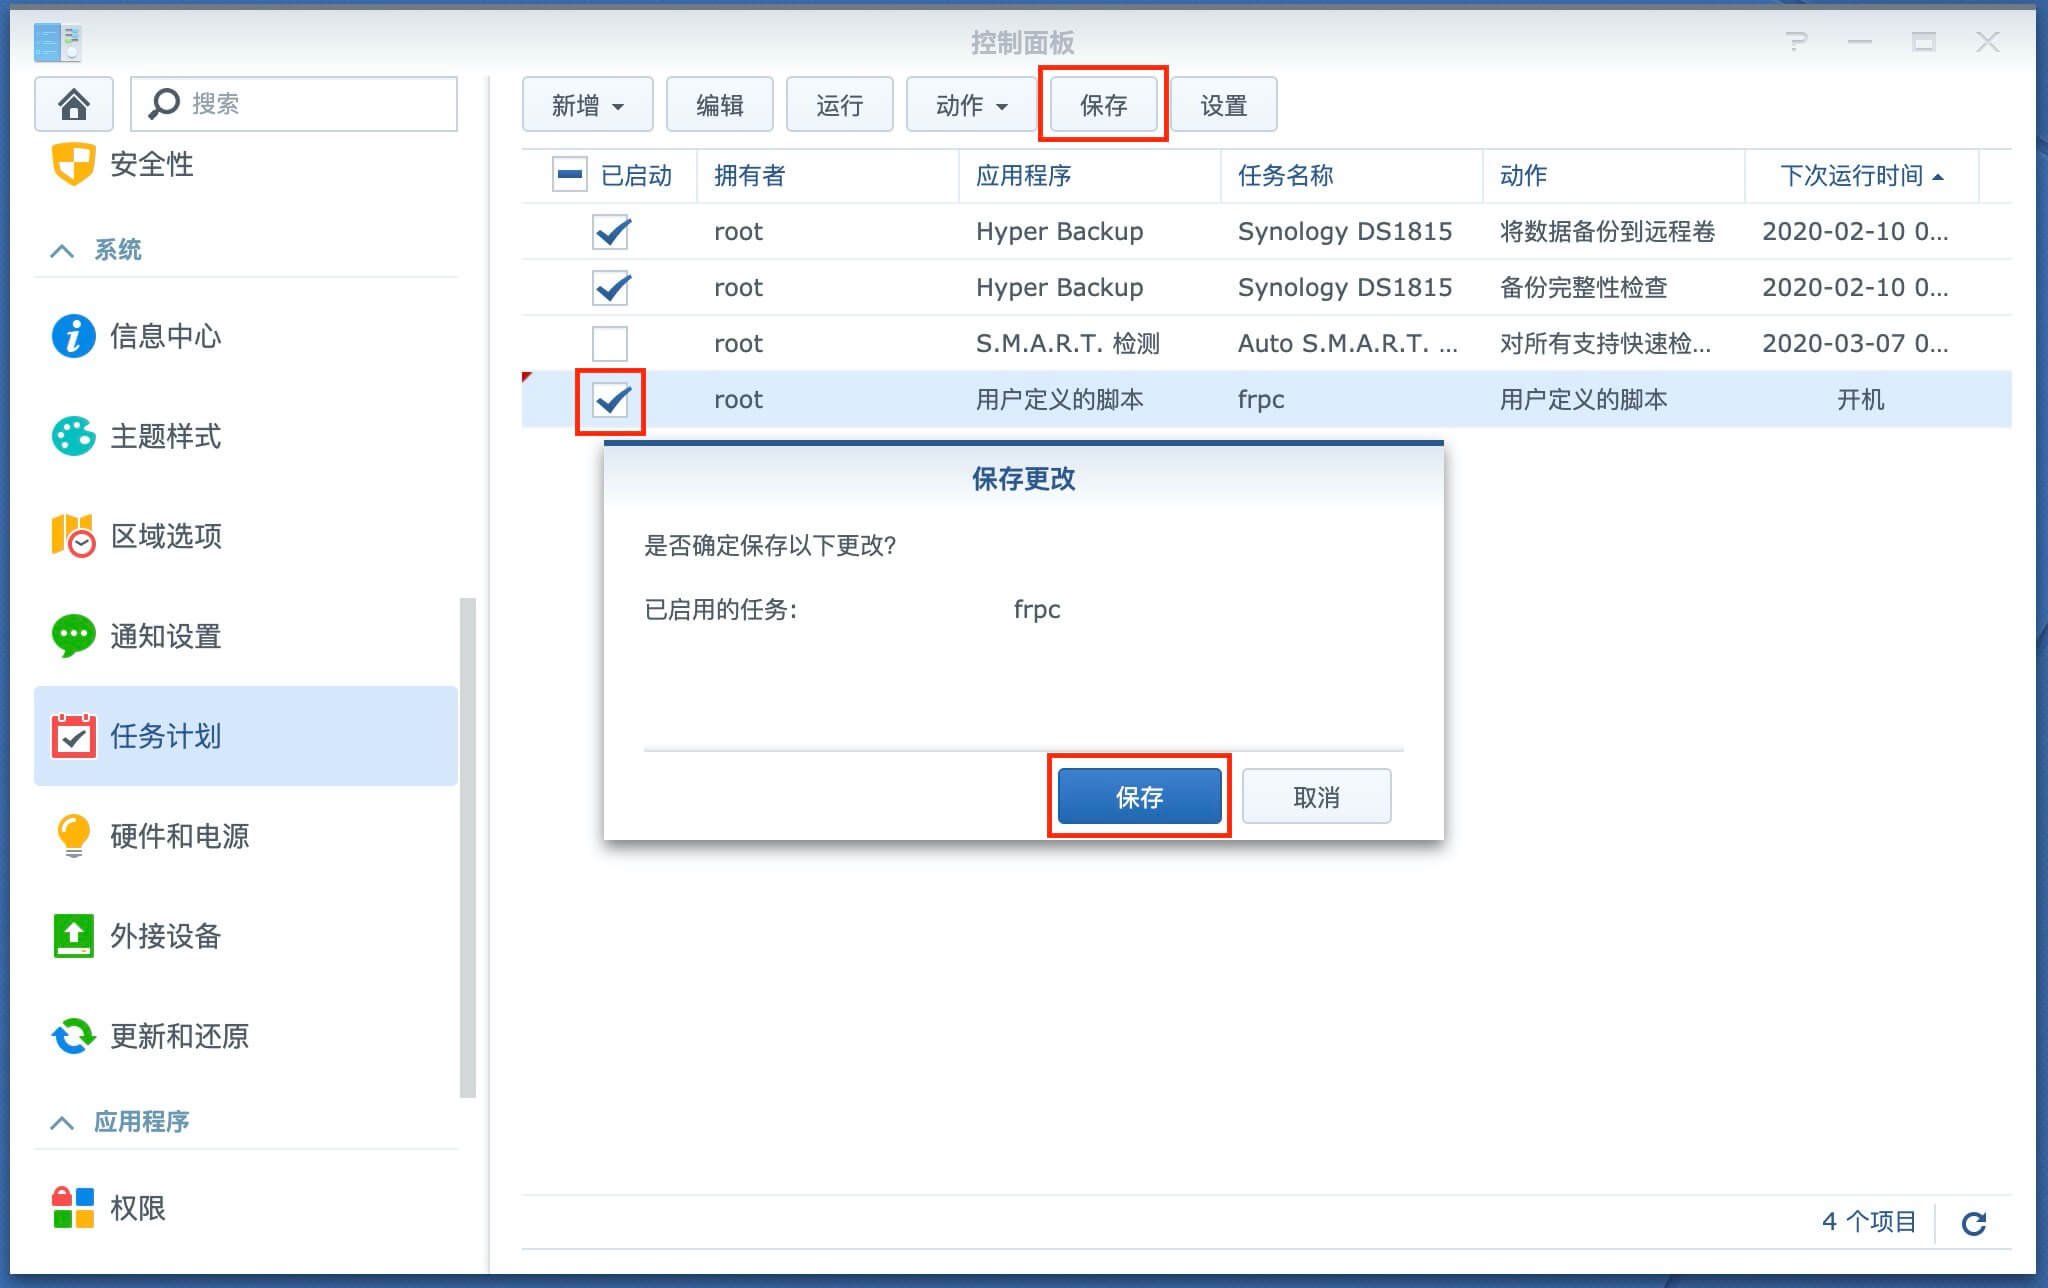 控制面板
搜索
新增 编辑 运行 动作 保存 设置
安全性
系统
信息中心
主题样式
区域选项
通知设置
任务计划
硬件和电源
外接设备
更新和还原
应用程序
权限
已启动 拥有者 应用程序 任务名称 动作 下次运行时间
root Hyper Backup Synology DS1815 将数据备份到远程卷 2020-02-10 0...
root Hyper Backup Synology DS1815 备份完整性检查 2020-02-10 0...
root S.M.A.R.T. 检测 Auto S.M.A.R.T. ... 对所有支持快速检... 2020-03-07 0...
root 用户定义的脚本 frpc 用户定义的脚本 开机
保存更改
是否确定保存以下更改?
已启用的任务: frpc
保存 取消
4 个项目